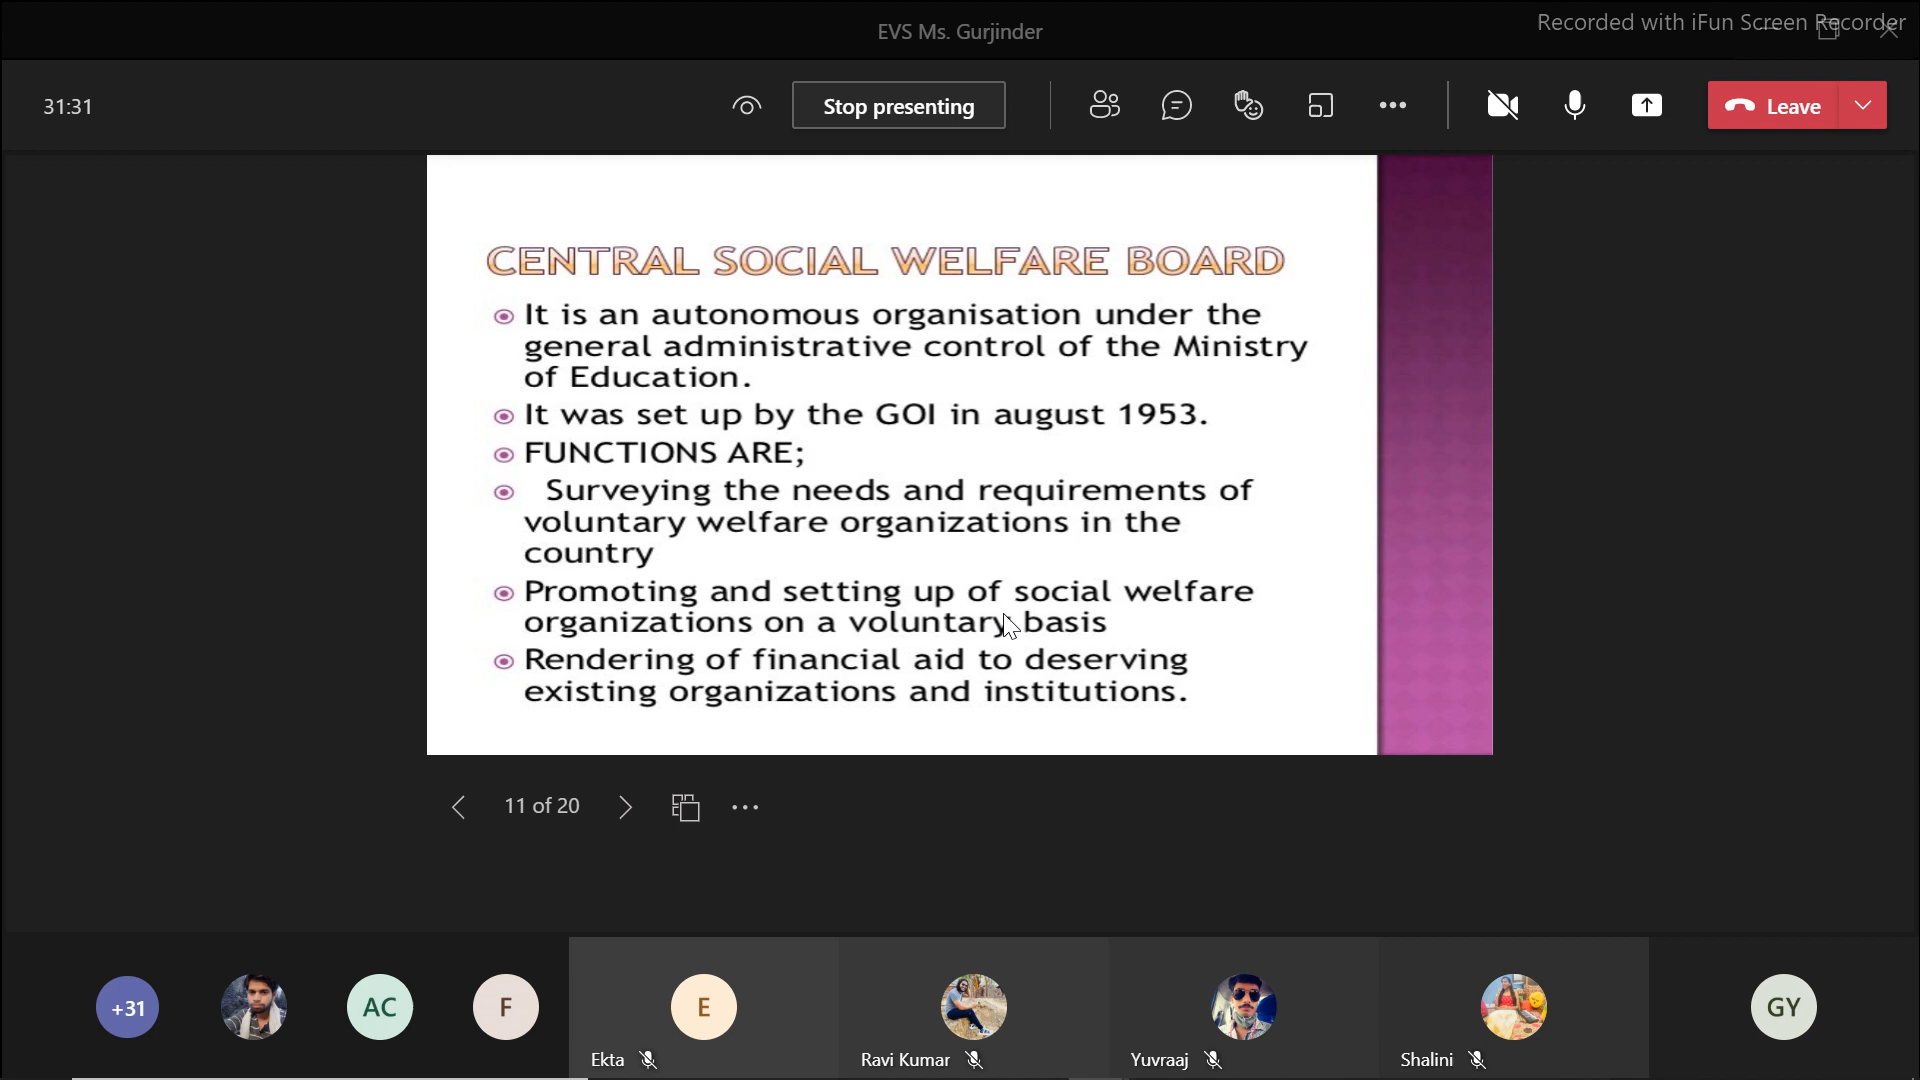 EVS Ms. Gurjinder
Recorded with iFun Screen Recorder
31:31
Stop presenting
Leave
CENTRAL SOCIAL WELFARE BOARD
It is an autonomous organisation under the
general administrative control of the Ministry
of Education.
It was set up by the GOI in august 1953.
FUNCTIONS ARE;
Surveying the needs and requirements of
voluntary welfare organizations in the
country
Promoting and setting up of social welfare
organizations on a voluntary basis
Rendering of financial aid to deserving
existing organizations and institutions.
11 of 20
+31
AC
F
E
GY
Ekta
Ravi Kumar
Yuvraaj
Shalini